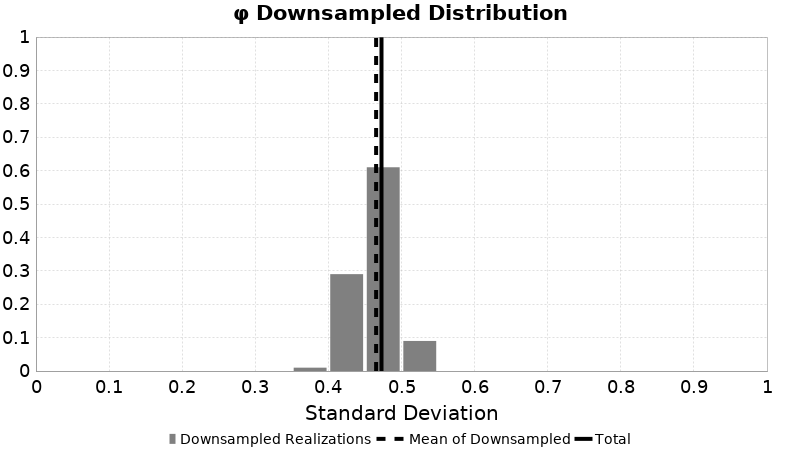 φ Downsampled Distribution
1
0.9
0.8
0.7
0.6
0.5
0.4
0.3
0.2
0.1
0
0 0.1 0.2 0.3 0.4 0.5 0.6 0.7 0.8 0.9 1
Standard Deviation
Downsampled Realizations Mean of Downsampled Total